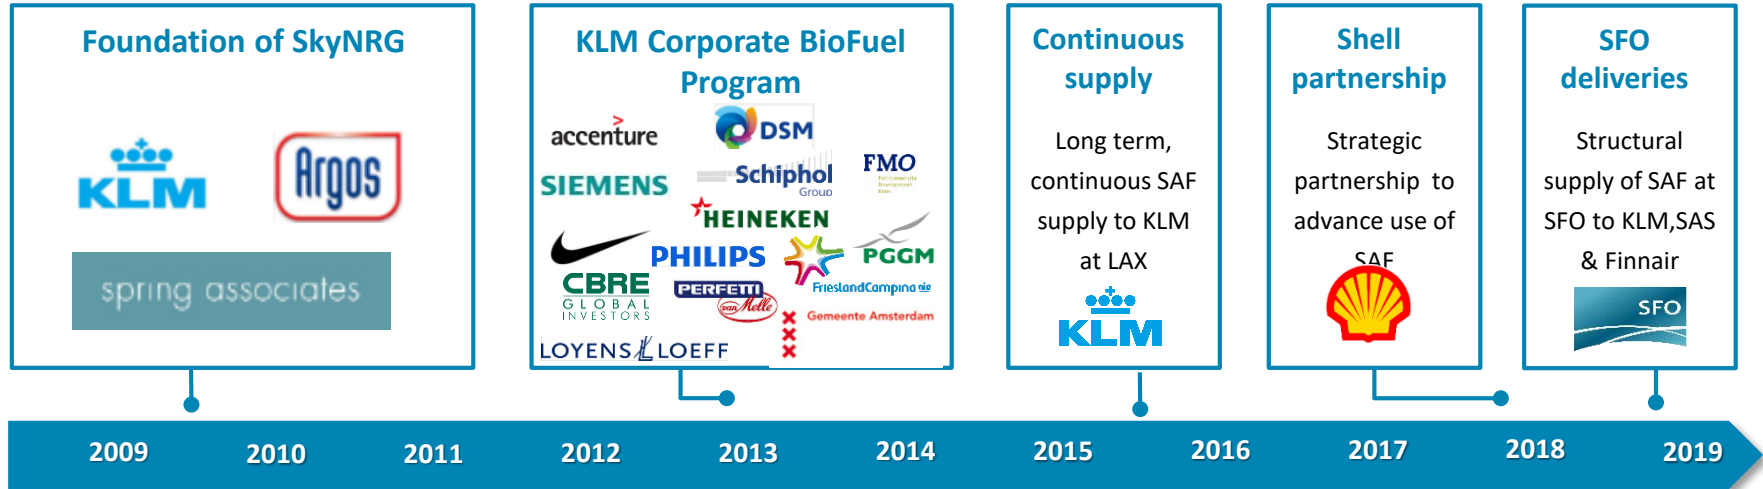 Foundation of SkyNRG
KLM
Argos
spring associates
KLM Corporate BioFuel
Program
accenture
DSM
SIEMENS
Schiphol
Group
FMO
HEINEKEN
PHILIPS
PGGM
CBRE
GLOBAL
INVESTORS
PERFETTI
van Melle
FrieslandCampina
Gemeente Amsterdam
LOYENS LOEFF
Continuous
supply
Long term,
continuous SAF
supply to KLM
at LAX
KLM
Shell
partnership
Strategic
partnership to
advance use of
SAF
SFO
deliveries
Structural
supply of SAF at
SFO to KLM,SAS
& Finnair
SFO
2009 2010 2011 2012 2013 2014 2015 2016 2017 2018 2019